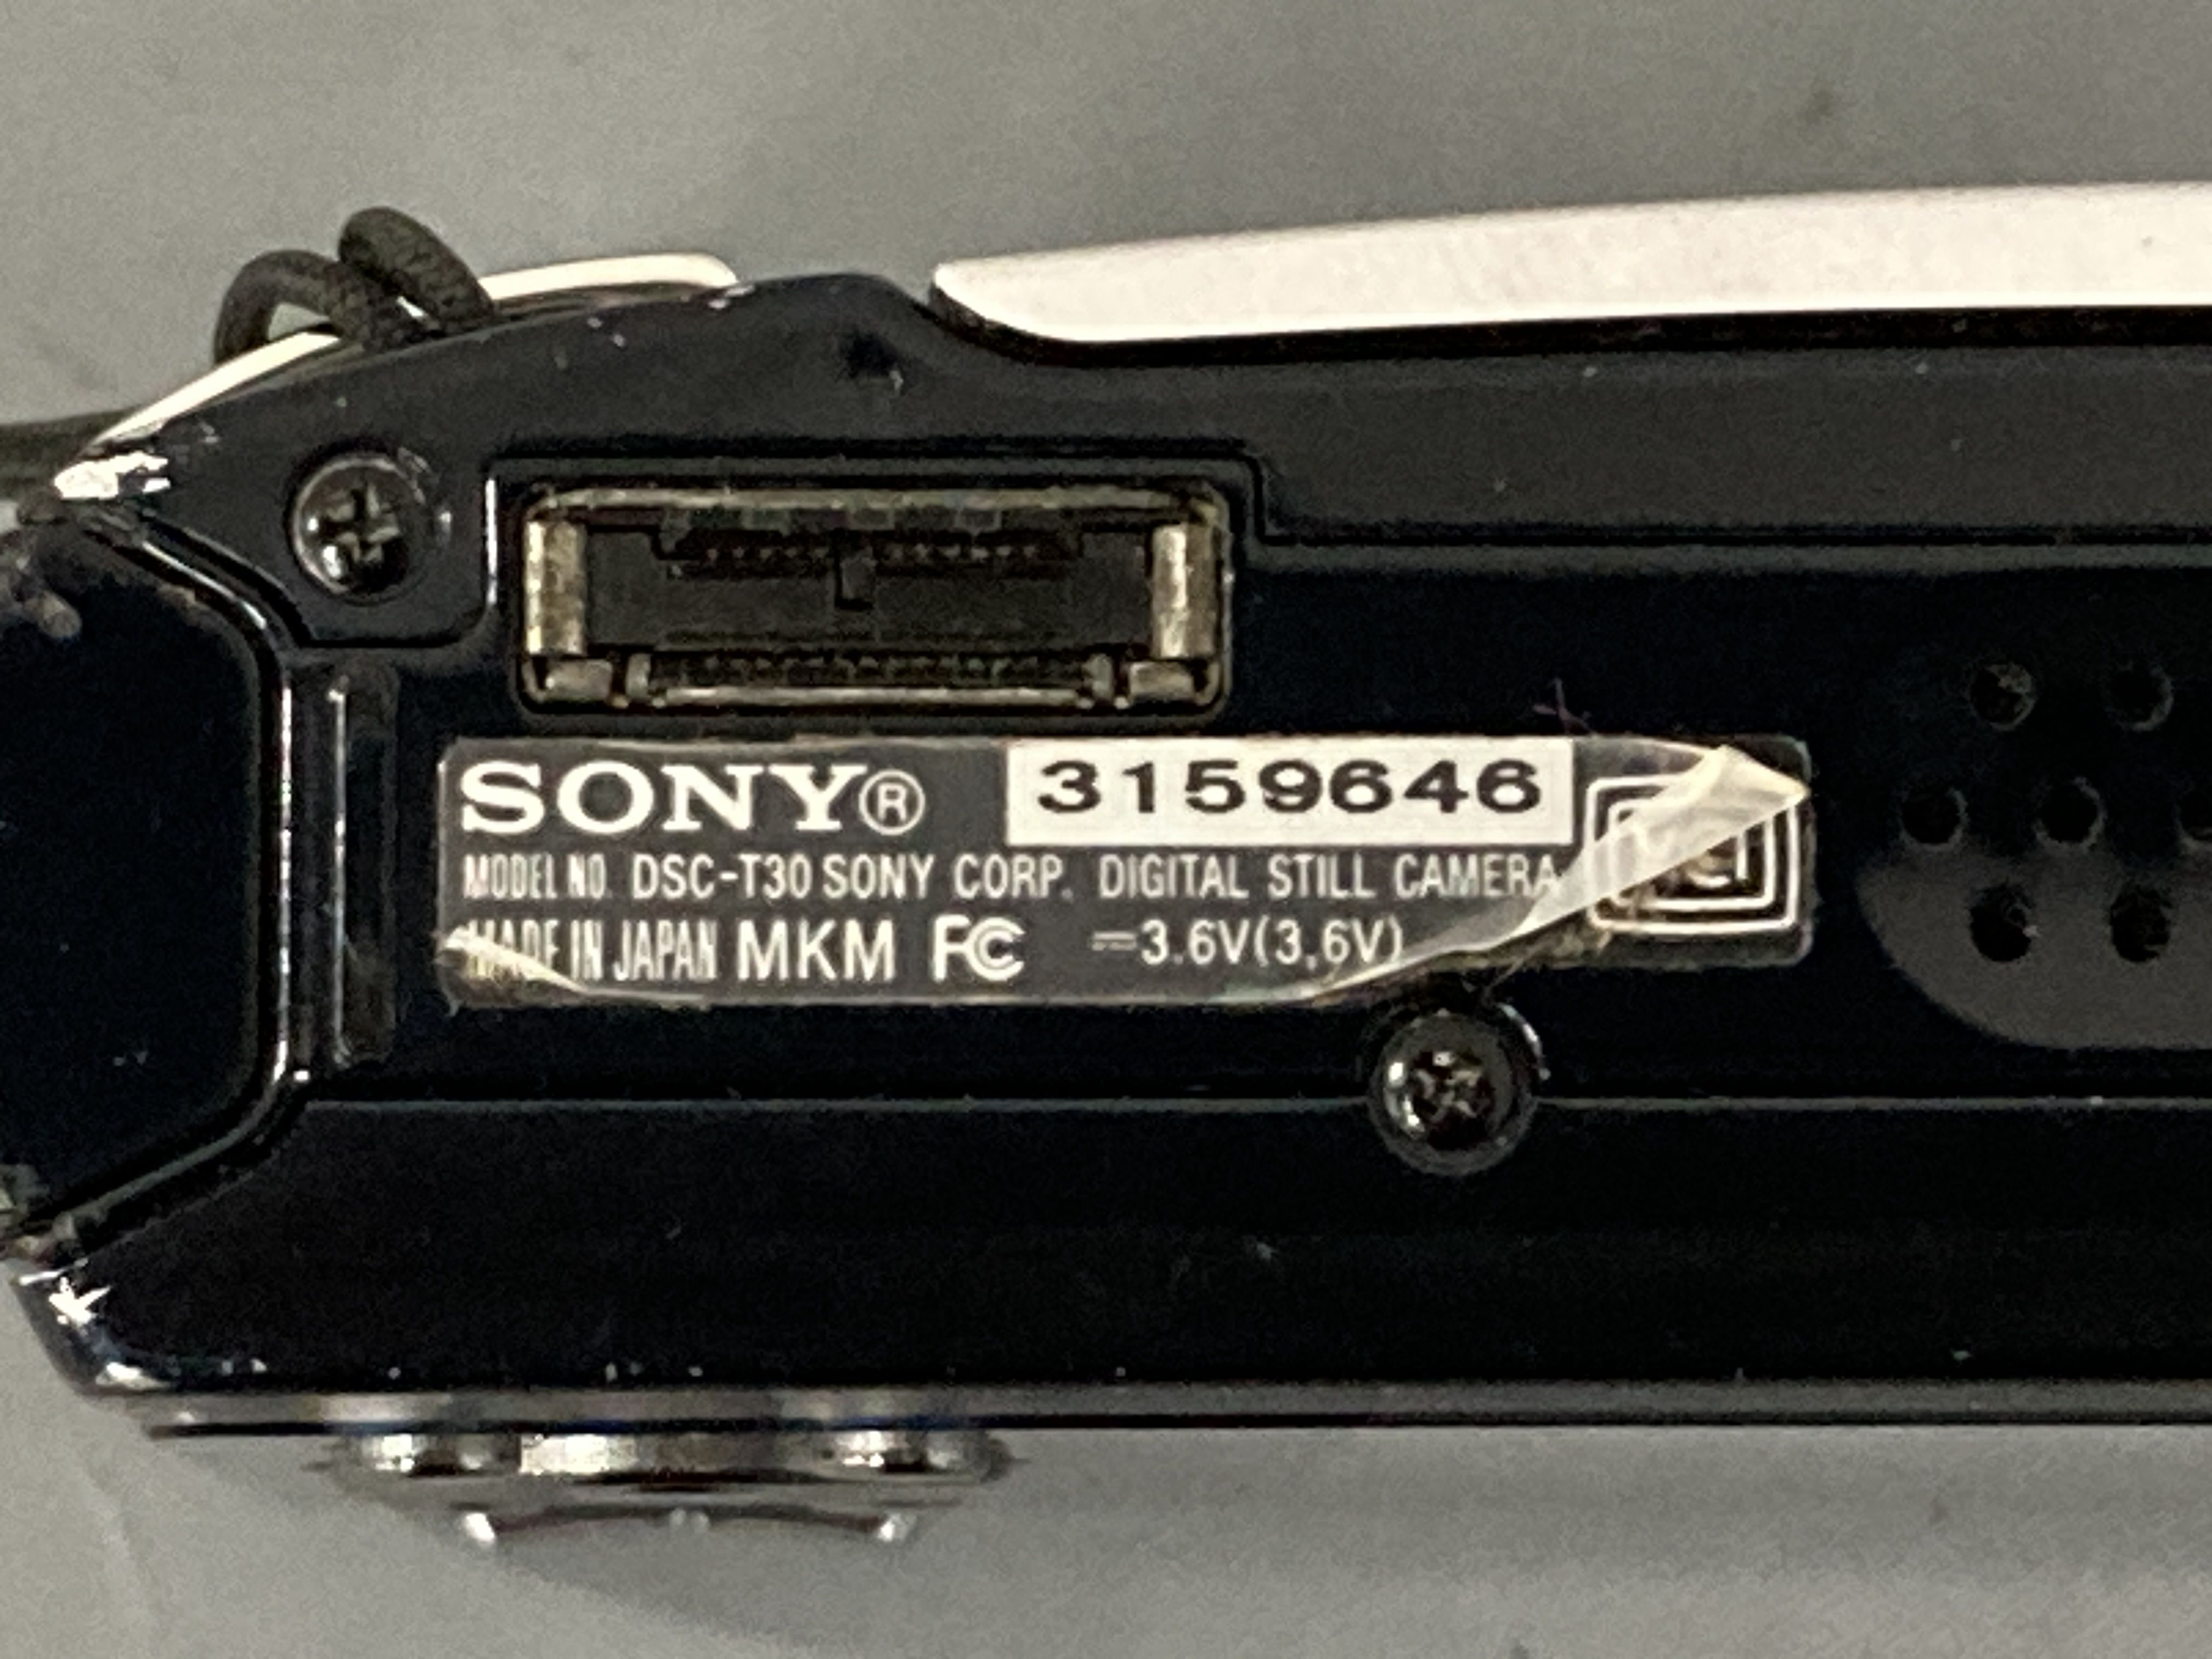 SONY® 3159646
MODEL NO. DSC-T30 SONY CORP. DIGITAL STILL CAMERA
MADE IN JAPAN MKM FC ⎓3.6V(3,6V)